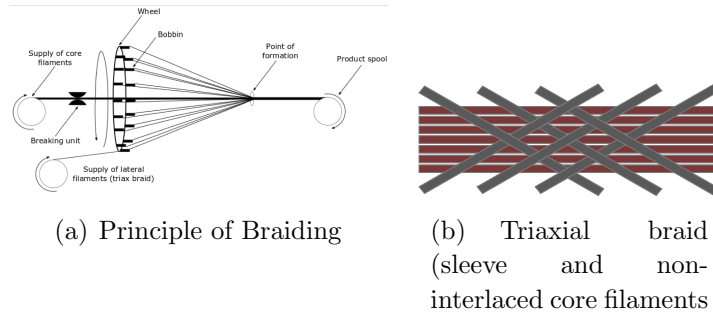 Wheel
Bobbin
Supply of core
filaments
Point of
formation
Product spool
Breaking unit
Supply of lateral
filaments (triax braid)
(a) Principle of Braiding
(b) Triaxial braid
(sleeve and non-
interlaced core filaments